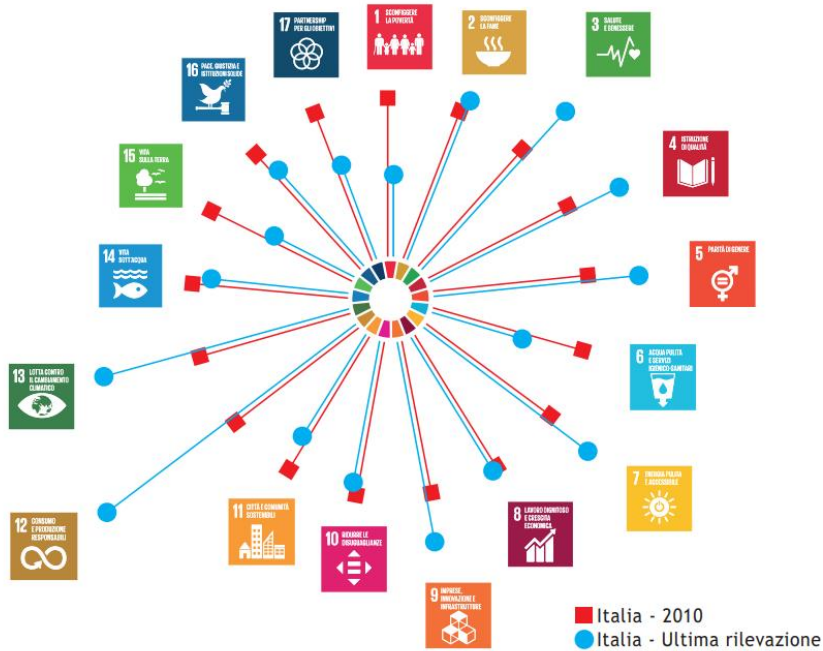 1 SCONFIGGERE
LA POVERTÀ
2 SCONFIGGERE
LA FAME
3 SALUTE
E BENESSERE
4 ISTRUZIONE
DI QUALITÀ
5 PARITÀ DI GENERE
6 ACQUA PULITA
E SERVIZI
IGIENICO-SANITARI
7 ENERGIA PULITA
E ACCESSIBILE
8 LAVORO DIGNITOSO
E CRESCITA
ECONOMICA
9 IMPRESE,
INNOVAZIONE E
INFRASTRUTTURE
10 RIDURRE LE
DISUGUAGLIANZE
11 CITTÀ E COMUNITÀ
SOSTENIBILI
12 CONSUMO
E PRODUZIONE
RESPONSABILI
13 LOTTA CONTRO
IL CAMBIAMENTO
CLIMATICO
14 VITA
SOTT'ACQUA
15 VITA
SULLA TERRA
16 PACE, GIUSTIZIA E
ISTITUZIONI SOLIDE
17 PARTNERSHIP
PER GLI OBIETTIVI
Italia - 2010
Italia - Ultima rilevazione